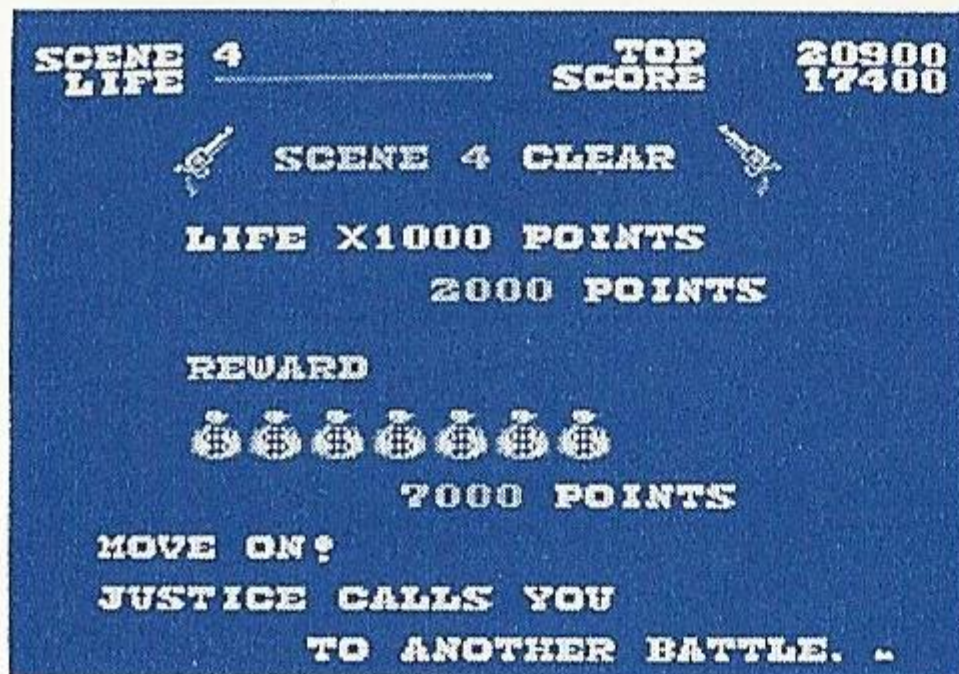 SCENE 4 TOP 20900
LIFE SCORE 17400
SCENE 4 CLEAR
LIFE X1000 POINTS
2000 POINTS
REWARD
$ $ $ $ $ $ $
7000 POINTS
MOVE ON!
JUSTICE CALLS YOU
TO ANOTHER BATTLE.